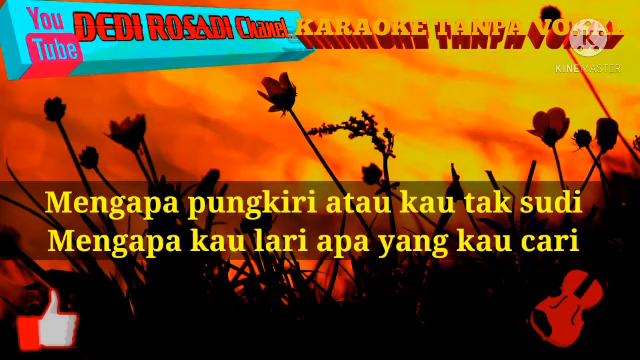 You
Tube
DEDI ROSADI Chanel
KARAOKE TANPA VOKAL
KINEMASTER
Mengapa pungkiri atau kau tak sudi
Mengapa kau lari apa yang kau cari